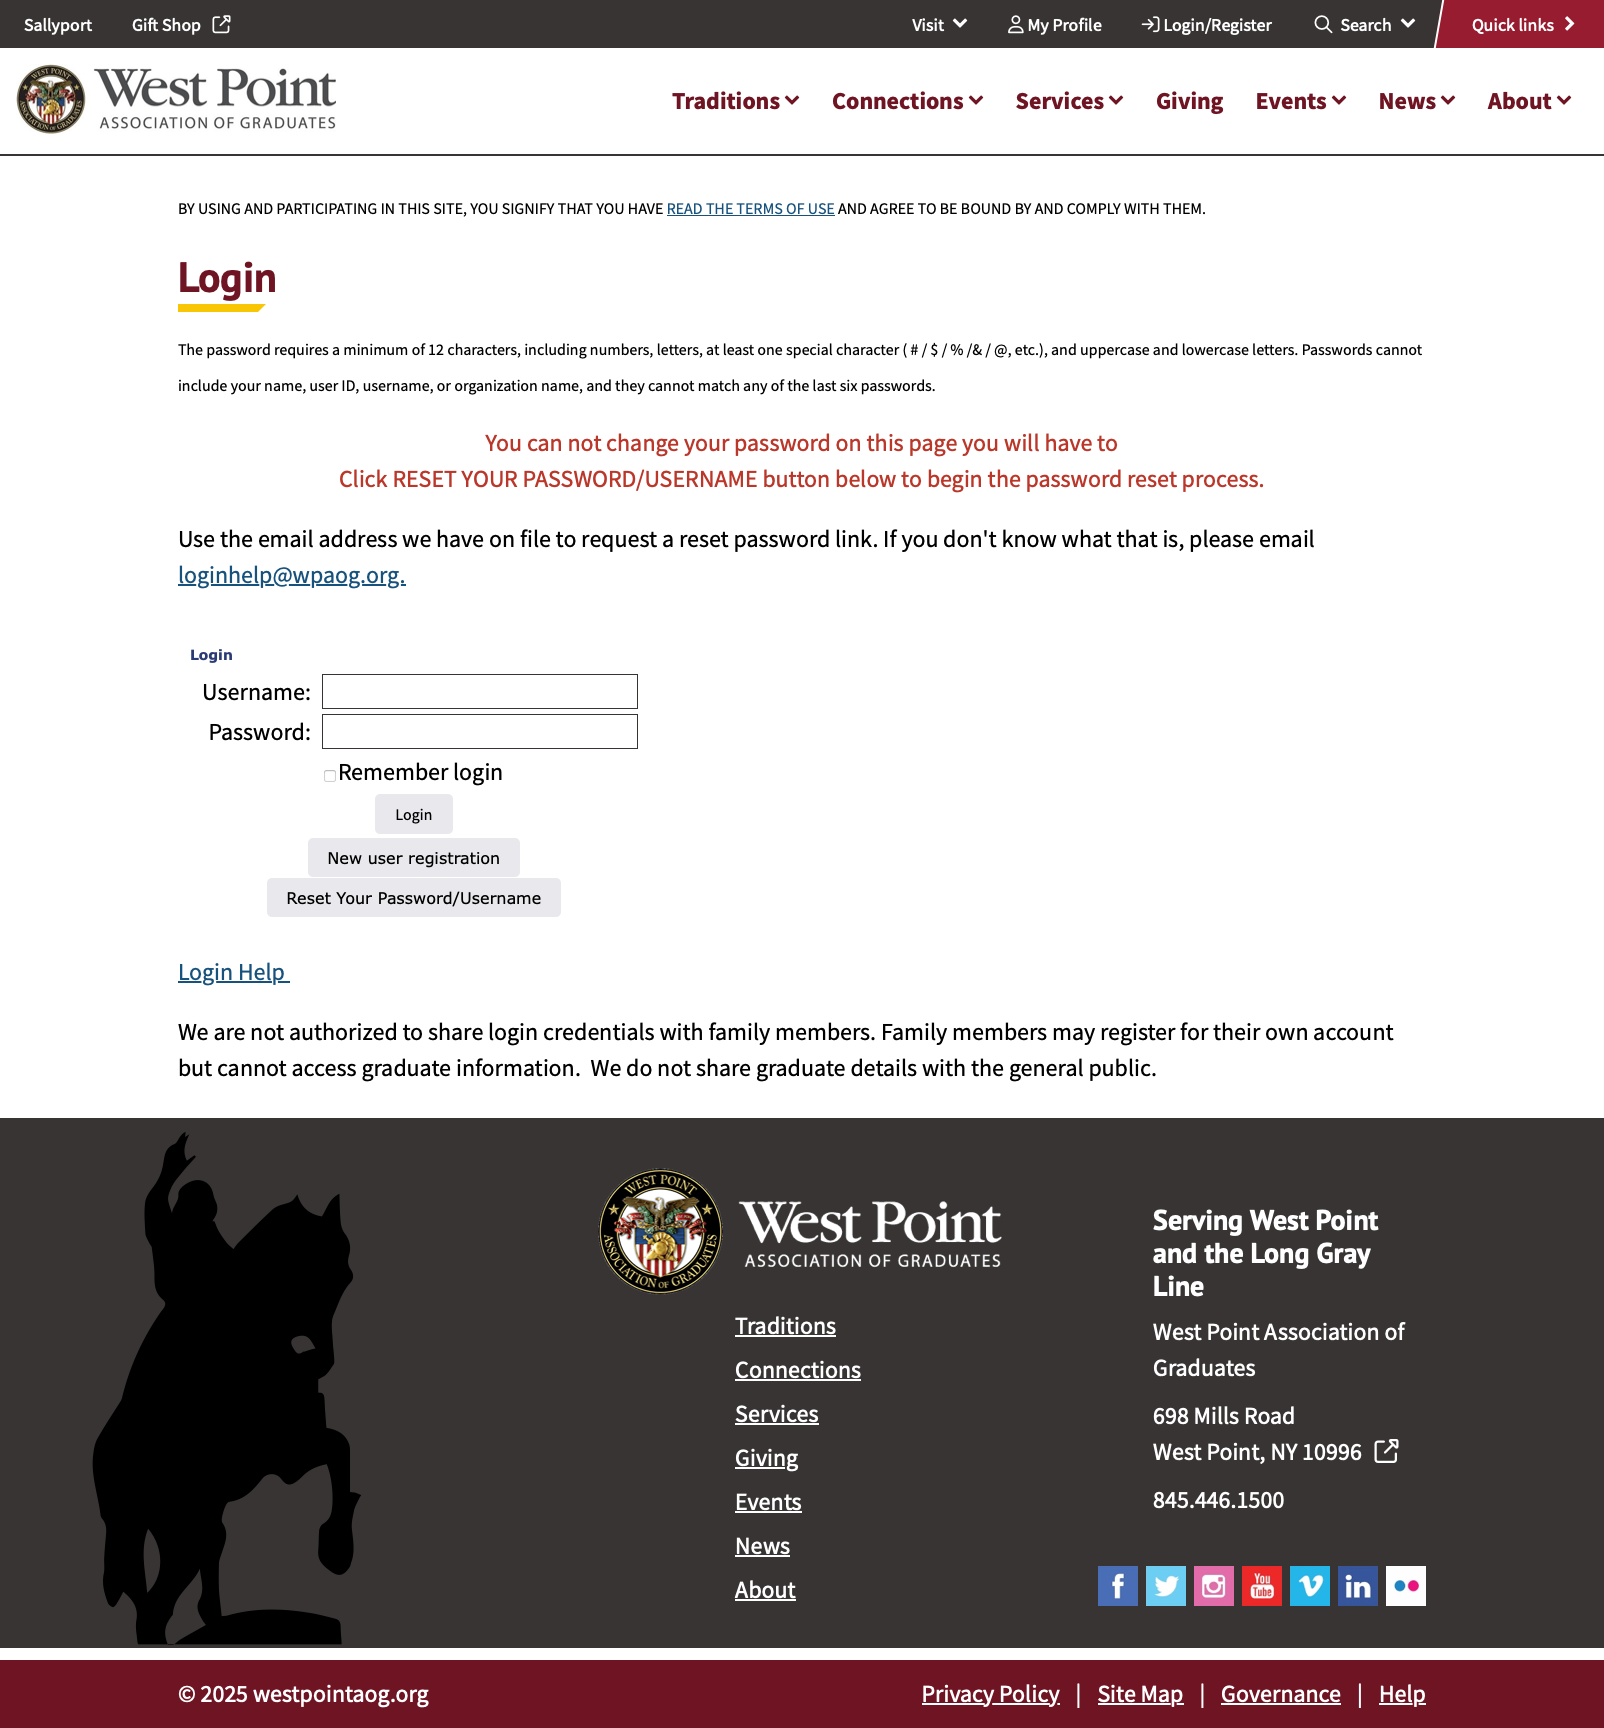 Sallyport
Gift Shop
Visit
My Profile
Login/Register
Search
Quick links
WEST POINT
ASSOCIATION OF GRADUATES
West Point
ASSOCIATION OF GRADUATES
Traditions
Connections
Services
Giving
Events
News
About
BY USING AND PARTICIPATING IN THIS SITE, YOU SIGNIFY THAT YOU HAVE READ THE TERMS OF USE AND AGREE TO BE BOUND BY AND COMPLY WITH THEM.
Login
The password requires a minimum of 12 characters, including numbers, letters, at least one special character ( # / $ / % /& / @, etc.), and uppercase and lowercase letters. Passwords cannot
include your name, user ID, username, or organization name, and they cannot match any of the last six passwords.
You can not change your password on this page you will have to
Click RESET YOUR PASSWORD/USERNAME button below to begin the password reset process.
Use the email address we have on file to request a reset password link. If you don't know what that is, please email
loginhelp@wpaog.org.
Login
Username:
Password:
Remember login
Login
New user registration
Reset Your Password/Username
Login Help
We are not authorized to share login credentials with family members. Family members may register for their own account
but cannot access graduate information.  We do not share graduate details with the general public.
WEST POINT
ASSOCIATION OF GRADUATES
West Point
ASSOCIATION OF GRADUATES
Traditions
Connections
Services
Giving
Events
News
About
Serving West Point
and the Long Gray
Line
West Point Association of
Graduates
698 Mills Road
West Point, NY 10996
845.446.1500
You
Tube
© 2025 westpointaog.org
Privacy Policy | Site Map | Governance | Help